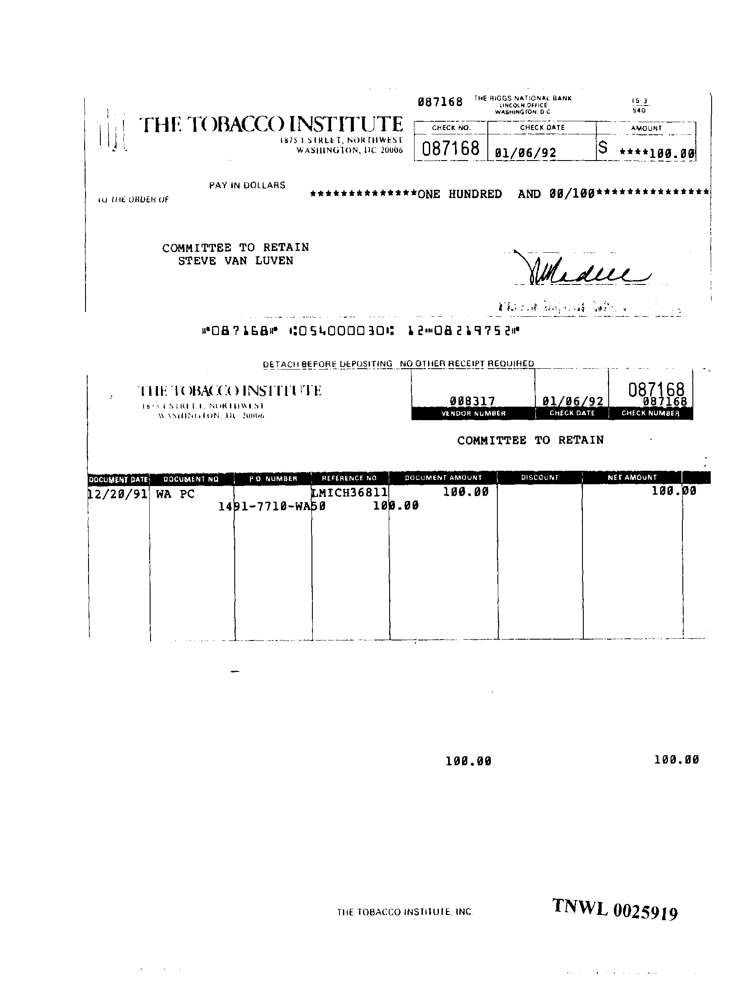 087168 THE RIGGS NATIONAL BANK
LINCOLN OFFICE
WASHINGTON, D.C.
15-3
540
THE TOBACCO INSTITUTE
1875 I STREET, NORTHWEST
WASHINGTON, DC 20006
CHECK NO. CHECK DATE AMOUNT
087168 01/06/92 $ ****100.00
PAY IN DOLLARS
TO THE ORDER OF
**************ONE HUNDRED AND 00/100***************
COMMITTEE TO RETAIN
STEVE VAN LUVEN
⑈087168⑈ ⑆054000030⑆ 12⑉08219752⑈
DETACH BEFORE DEPOSITING NO OTHER RECEIPT REQUIRED
THE TOBACCO INSTITUTE
1875 I STREET, NORTHWEST
WASHINGTON, DC 20006
008317 01/06/92 087168
087168
VENDOR NUMBER CHECK DATE CHECK NUMBER
COMMITTEE TO RETAIN
DOCUMENT DATE DOCUMENT NO P.O. NUMBER REFERENCE NO DOCUMENT AMOUNT DISCOUNT NET AMOUNT
12/20/91 WA PC LMICH36811 100.00 100.00
1491-7710-WA50 100.00
100.00 100.00
THE TOBACCO INSTITUTE, INC.
TNWL 0025919